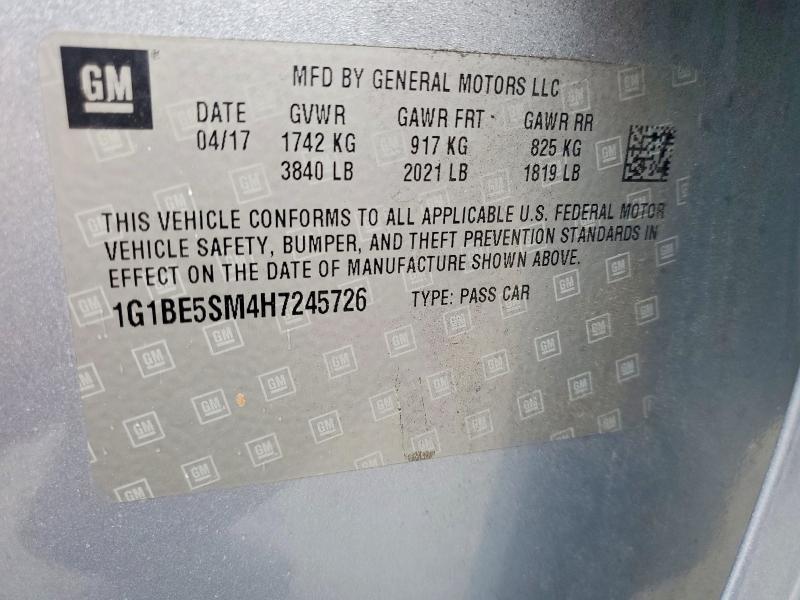 GM
MFD BY GENERAL MOTORS LLC
DATE GVWR GAWR FRT GAWR RR
04/17 1742 KG 917 KG 825 KG
3840 LB 2021 LB 1819 LB
THIS VEHICLE CONFORMS TO ALL APPLICABLE U.S. FEDERAL MOTOR
VEHICLE SAFETY, BUMPER, AND THEFT PREVENTION STANDARDS IN
EFFECT ON THE DATE OF MANUFACTURE SHOWN ABOVE.
1G1BE5SM4H7245726 TYPE: PASS CAR